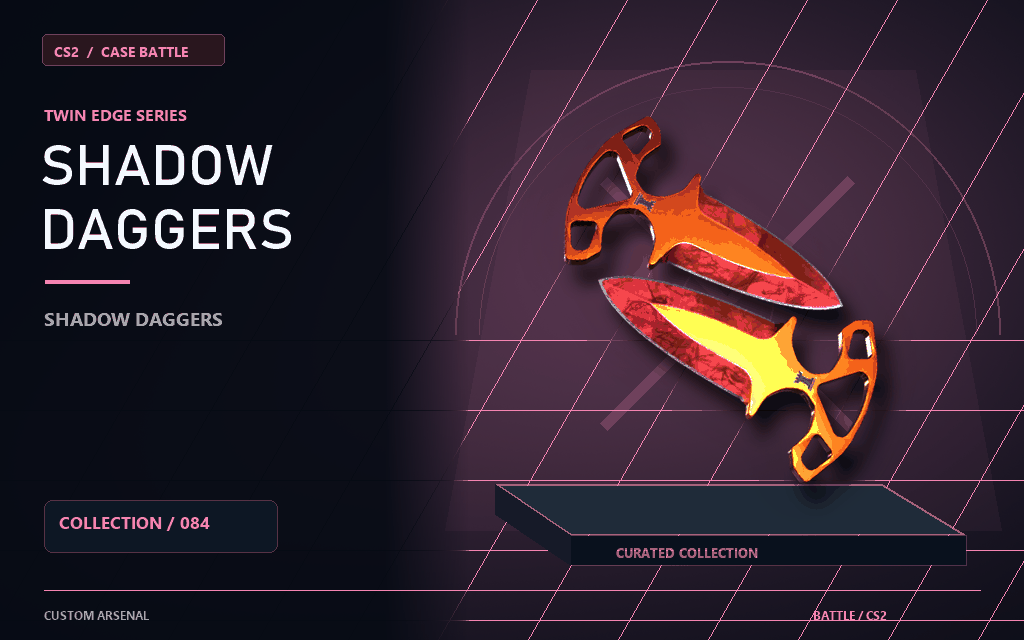 CS2 / CASE BATTLE
TWIN EDGE SERIES
SHADOW
DAGGERS
SHADOW DAGGERS
COLLECTION / 084
CURATED COLLECTION
CUSTOM ARSENAL
BATTLE / CS2